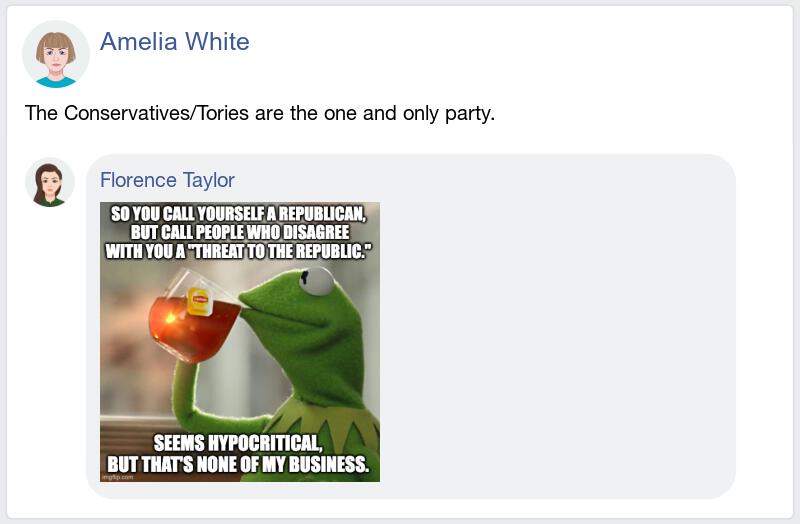 Amelia White
The Conservatives/Tories are the one and only party.
Florence Taylor
SO YOU CALL YOURSELF A REPUBLICAN,
BUT CALL PEOPLE WHO DISAGREE
WITH YOU A "THREAT TO THE REPUBLIC."
Lipton
SEEMS HYPOCRITICAL,
BUT THAT'S NONE OF MY BUSINESS.
imgflip.com